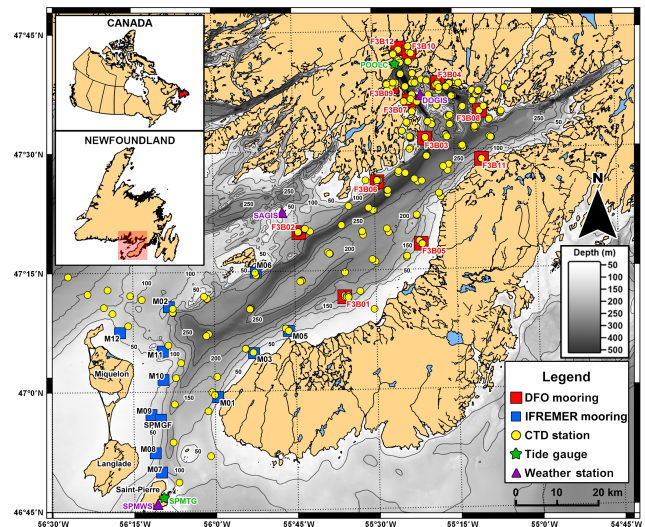 CANADA
NEWFOUNDLAND
47°45'N
47°30'N
47°15'N
47°0'N
46°45'N
56°30'W
56°15'W
56°0'W
55°45'W
55°30'W
55°15'W
55°0'W
F3B12
F3B10
POOLC
F3B04
F3B09
DOGIS
F3B07
F3B08
F3B03
F3B11
F3B06
SAGIS
F3B02
F3B05
M06
F3B01
M02
M12
M05
M11
M03
Miquelon
M10
M01
M09
SPMGF
M08
Langlade
M07
Saint-Pierre
SPMTG
SPMWS
N
Depth (m)
50
100
150
200
250
300
350
400
450
500
Legend
DFO mooring
IFREMER mooring
CTD station
Tide gauge
Weather station
0 10 20 km